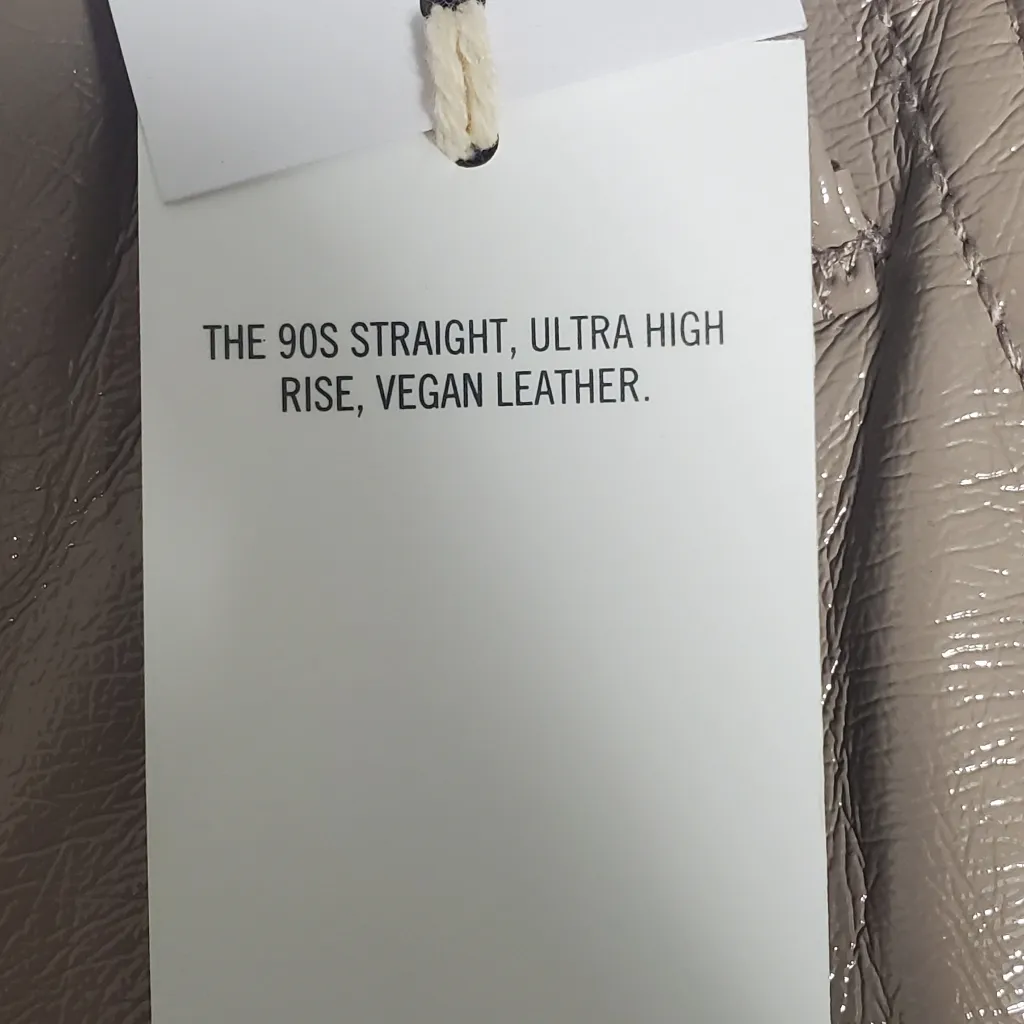 THE 90S STRAIGHT, ULTRA HIGH
RISE, VEGAN LEATHER.